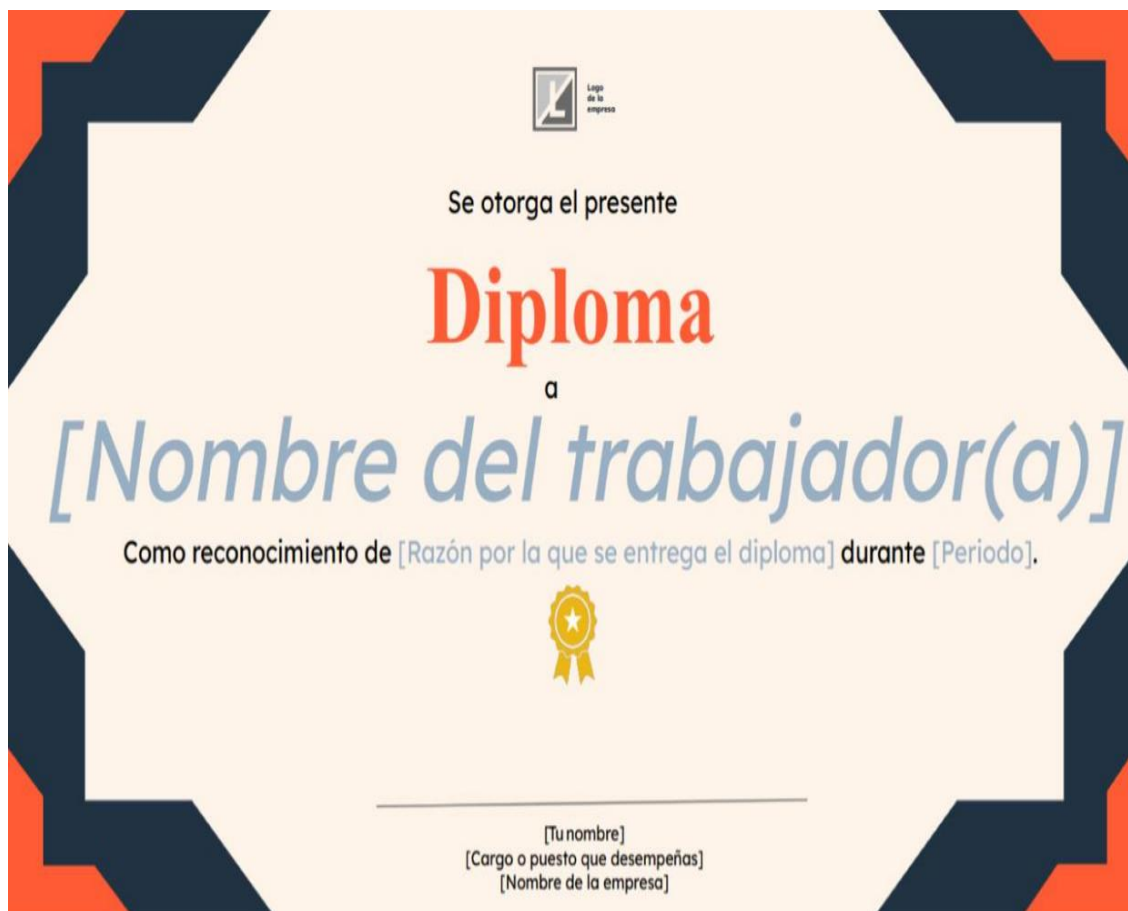 L
Logo
de la
empresa
Se otorga el presente
Diploma
a
[Nombre del trabajador(a)]
Como reconocimiento de [Razón por la que se entrega el diploma] durante [Periodo].
[Tu nombre]
[Cargo o puesto que desempeñas]
[Nombre de la empresa]